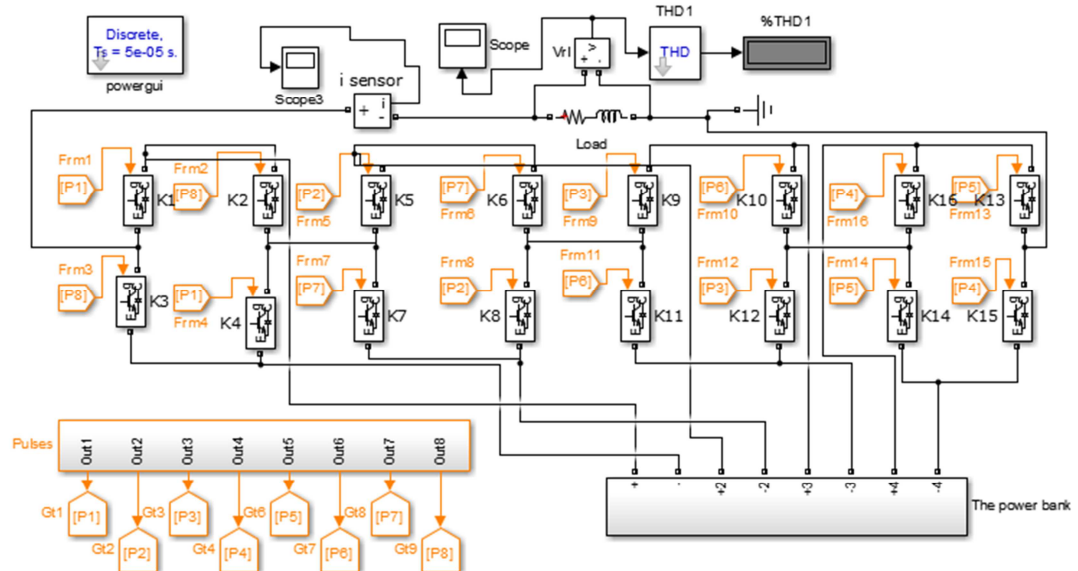 THD1
%THD1
Discrete,
Ts = 5e-05 s.
powergui
Scope3
i sensor
+
i
-
Scope
Vrl
+
v
-
THD
Load
Frm1
[P1]
K1
Frm2
[P8]
K2
[P2]
Frm5
K5
[P7]
Frm6
K6
[P3]
Frm9
K9
[P6]
Frm10
K10
[P4]
Frm16
K16
[P5]
Frm13
K13
Frm3
[P8]
K3
[P1]
Frm4
K4
Frm7
[P7]
K7
Frm8
[P2]
K8
Frm11
[P6]
K11
Frm12
[P3]
K12
Frm14
[P5]
K14
Frm15
[P4]
K15
Pulses
Out1
Out2
Out3
Out4
Out5
Out6
Out7
Out8
Gt1
[P1]
Gt2
[P2]
Gt3
[P3]
Gt4
[P4]
Gt6
[P5]
Gt7
[P6]
Gt8
[P7]
Gt9
[P8]
+
-
+2
-2
+3
-3
+4
-4
The power bank